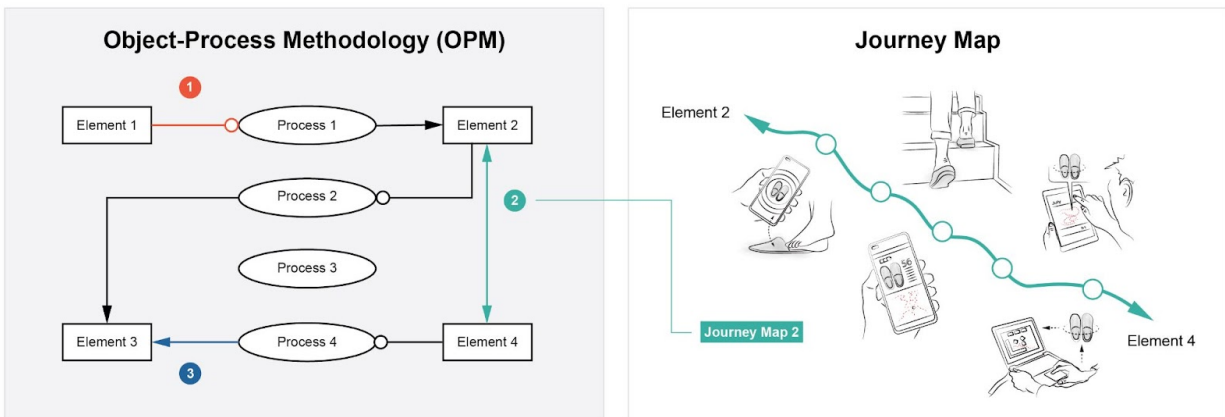 Object-Process Methodology (OPM)
1
Element 1
Process 1
Element 2
Process 2
2
Process 3
Element 3
Process 4
Element 4
3
Journey Map
Element 2
Journey Map 2
Element 4